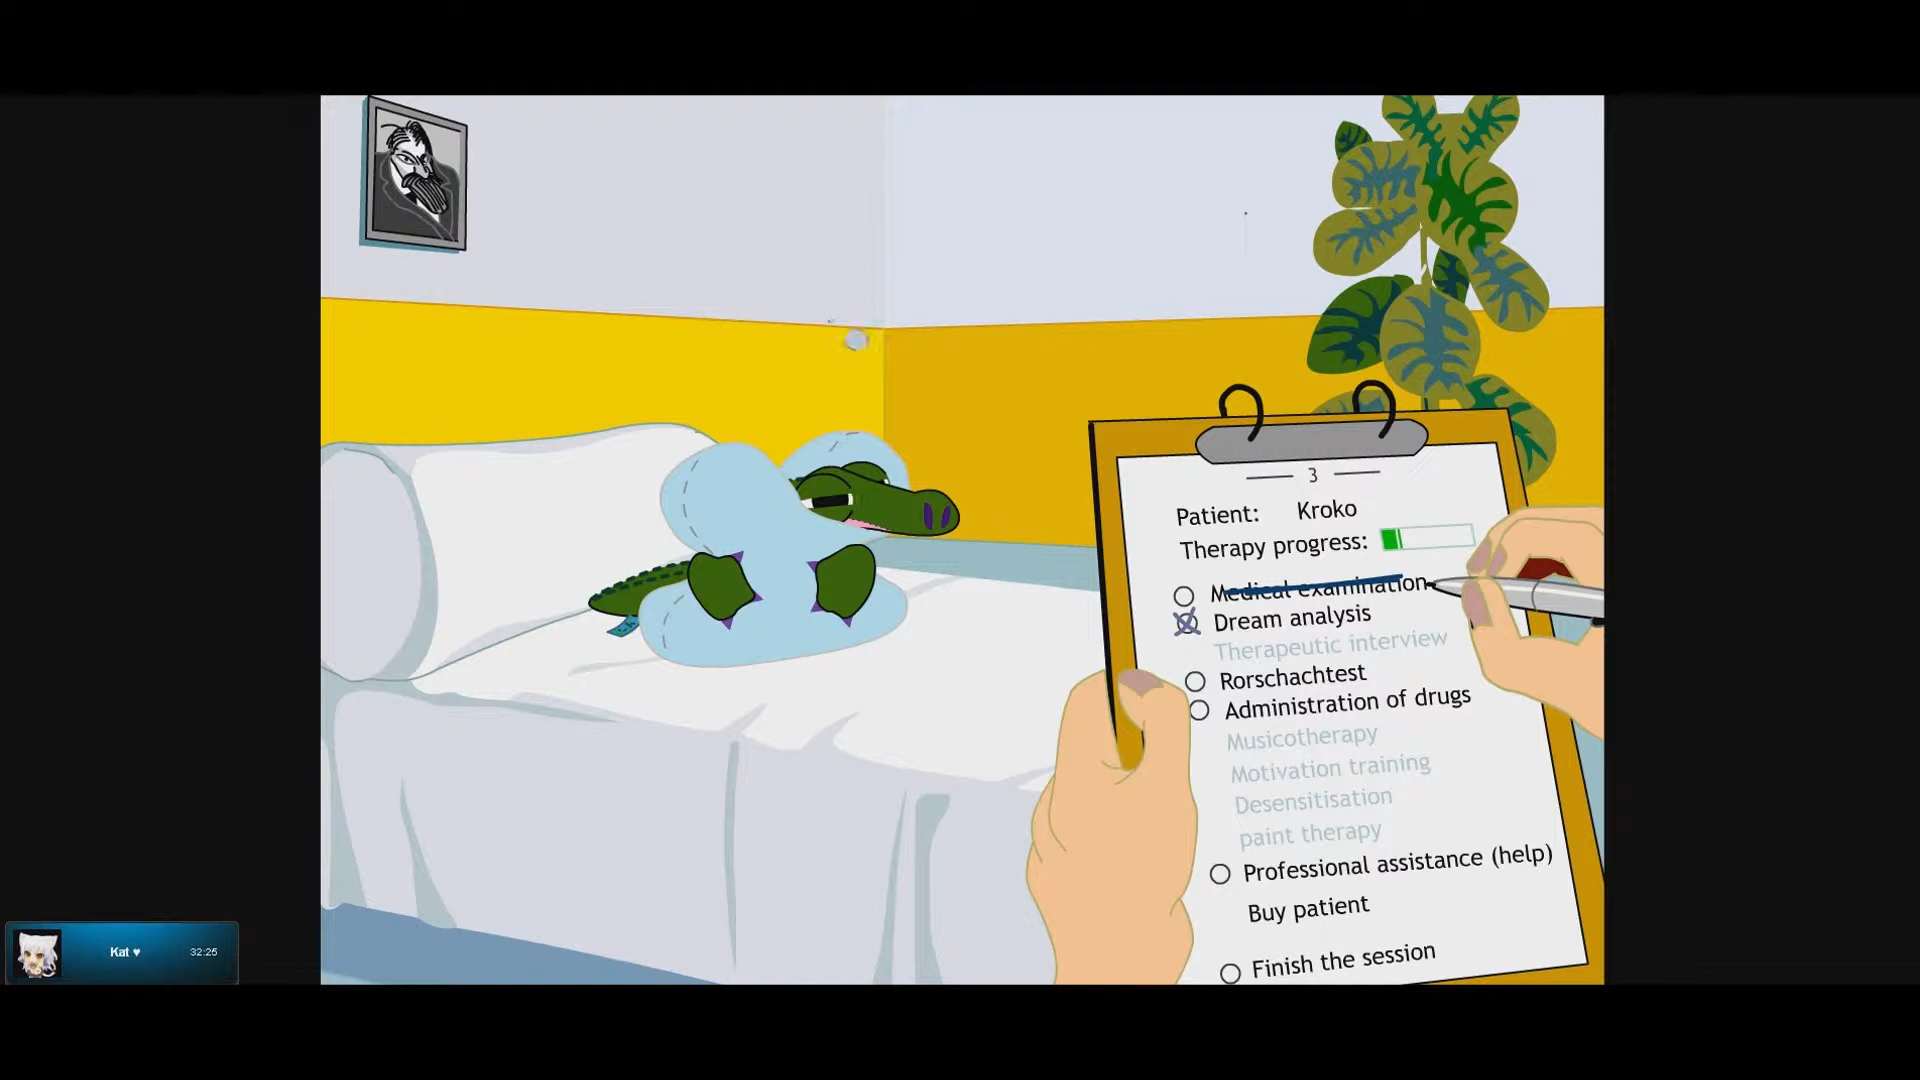 3
Patient: Kroko
Therapy progress:
Medical examination
Dream analysis
Therapeutic interview
Rorschachtest
Administration of drugs
Musicotherapy
Motivation training
Desensitisation
paint therapy
Professional assistance (help)
Buy patient
Finish the session
Kat ♥ 32:25